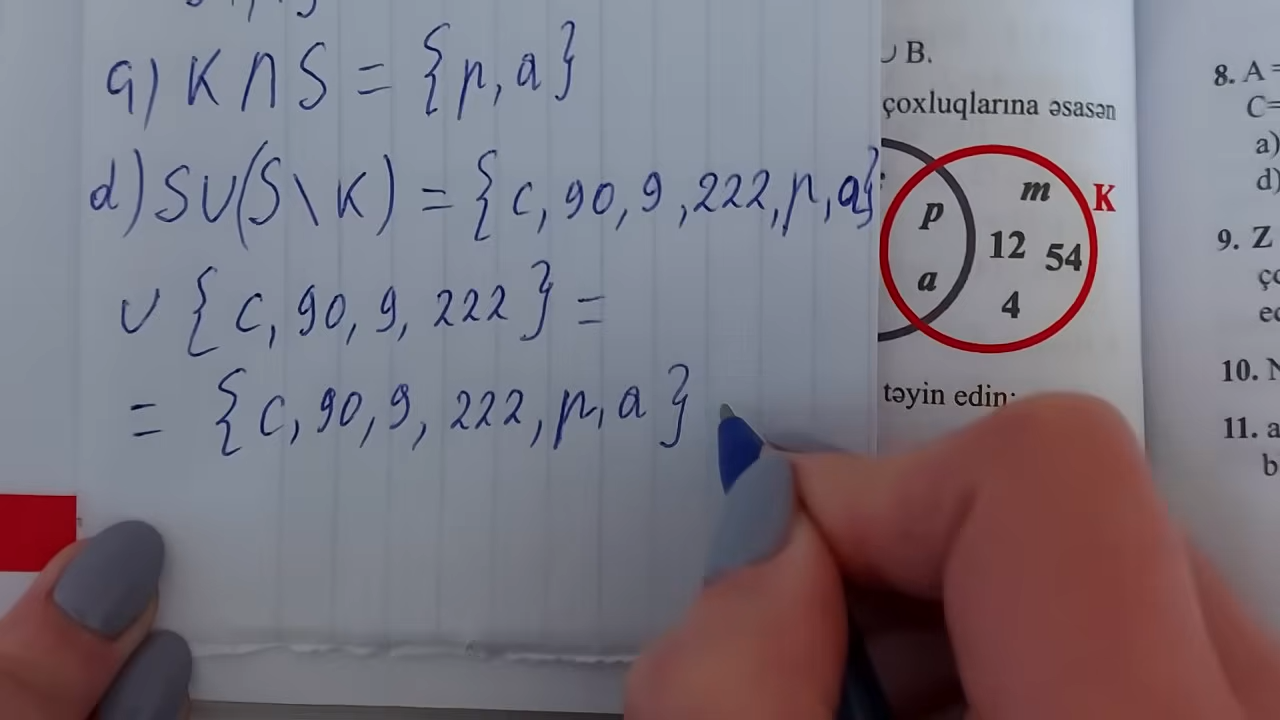 q) K ∩ S = {p, a}
d) S ∪ (S \ K) = {c, 90, 9, 222, p, a}
∪ {c, 90, 9, 222} =
= {c, 90, 9, 222, p, a}
∪ B.
çoxluqlarına əsasən
p
a
m
12 54
4
K
təyin edin:
8. A =
C=
a)
d)
9. Z
ço
10. N
11. a
b